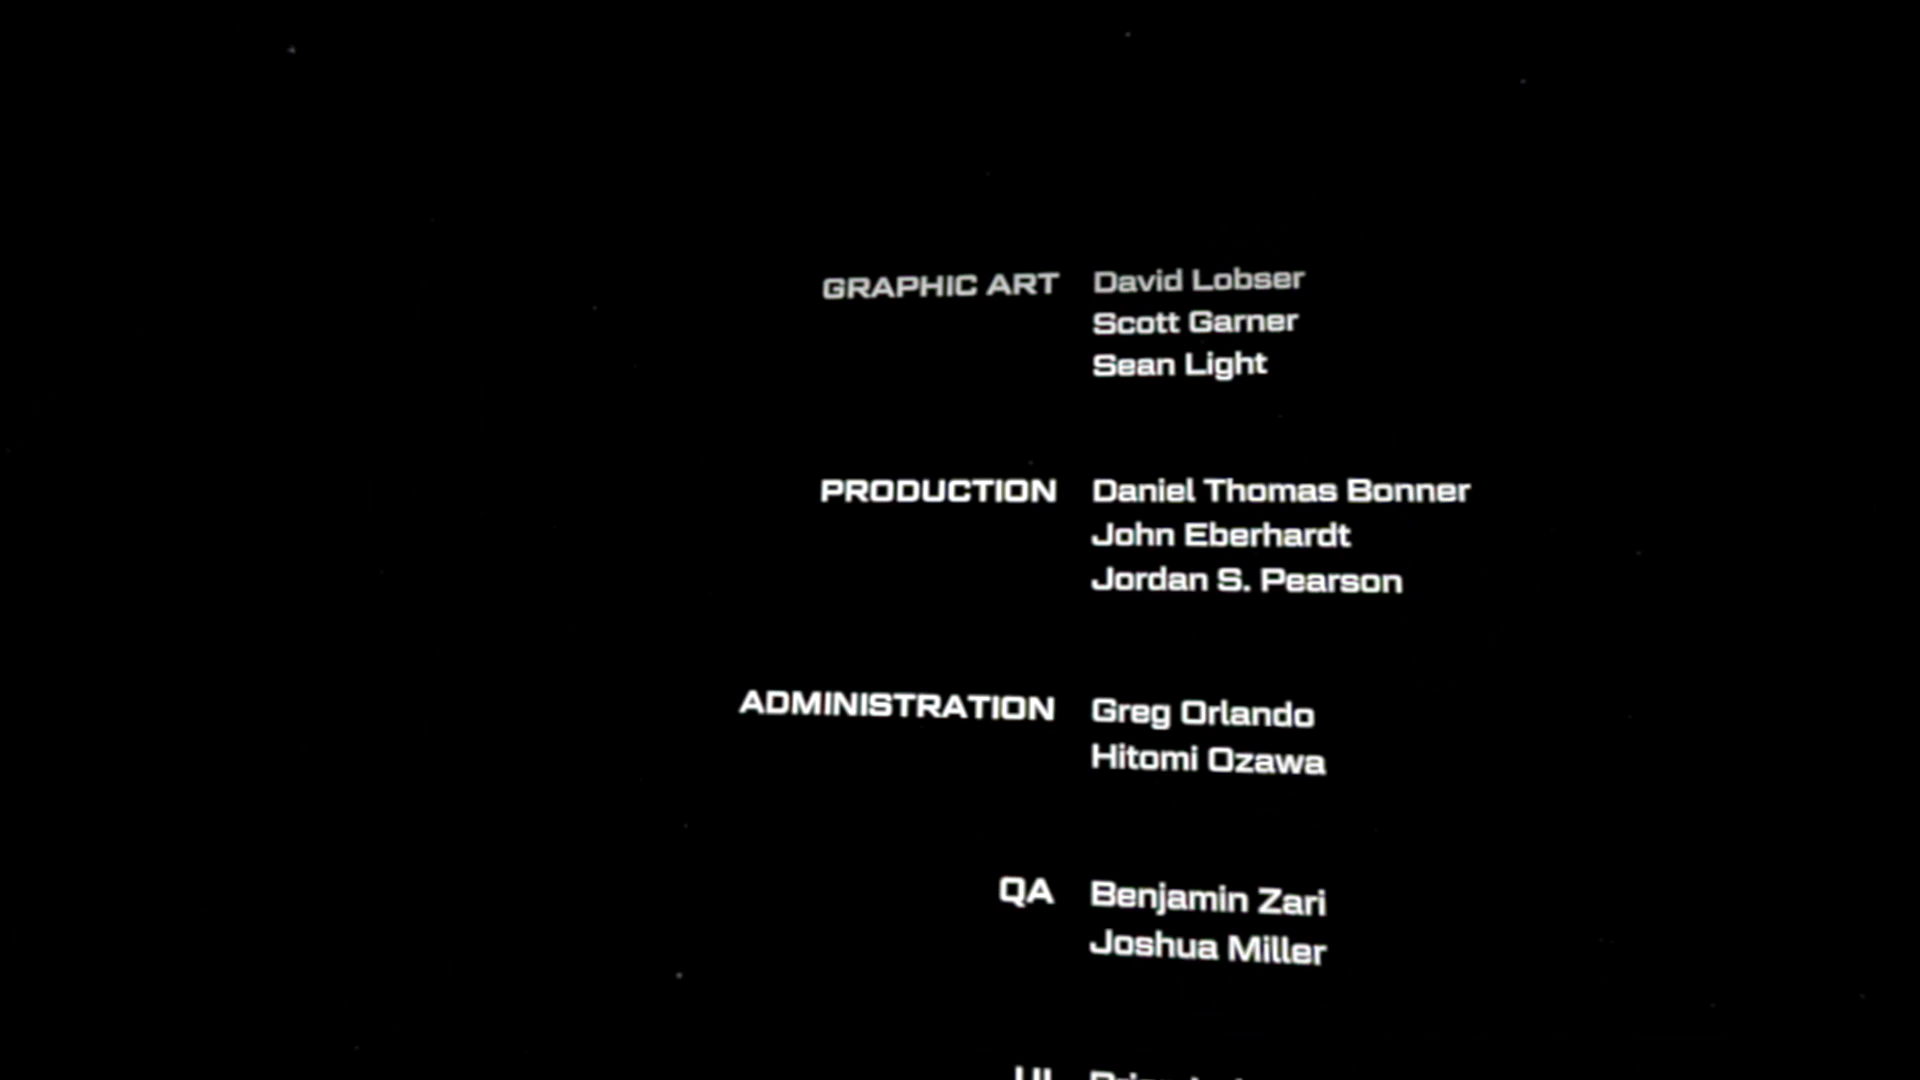 GRAPHIC ART David Lobser
Scott Garner
Sean Light
PRODUCTION Daniel Thomas Bonner
John Eberhardt
Jordan S. Pearson
ADMINISTRATION Greg Orlando
Hitomi Ozawa
QA Benjamin Zari
Joshua Miller